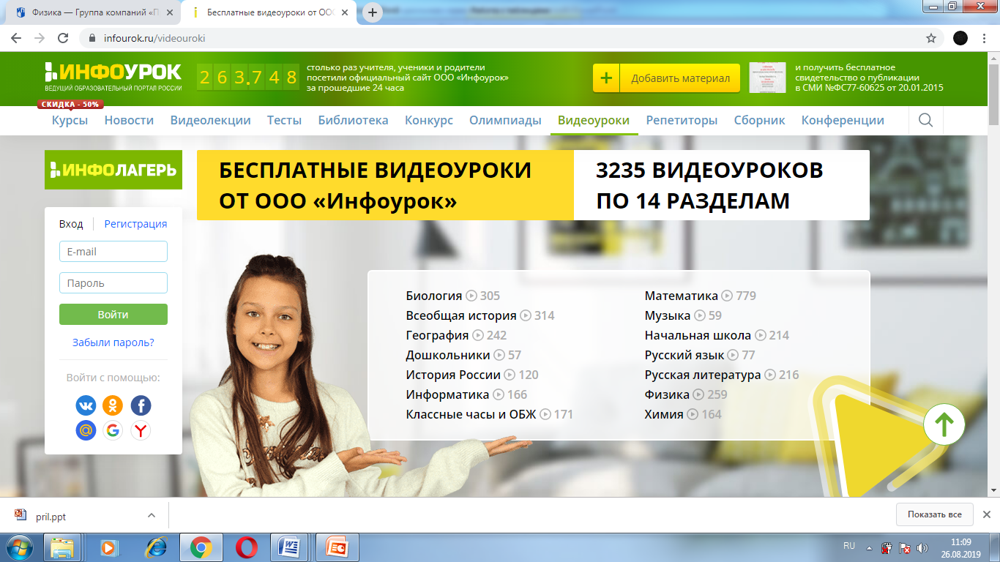 Физика — Группа компаний «П
Бесплатные видеоуроки от ООО
infourok.ru/videouroki
ИНФОУРОК
ВЕДУЩИЙ ОБРАЗОВАТЕЛЬНЫЙ ПОРТАЛ РОССИИ
263.748
столько раз учителя, ученики и родители
посетили официальный сайт ООО «Инфоурок»
за прошедшие 24 часа
+ Добавить материал
и получить бесплатное
свидетельство о публикации
в СМИ №ФС77-60625 от 20.01.2015
СКИДКА - 50%
Курсы Новости Видеолекции Тесты Библиотека Конкурс Олимпиады Видеоуроки Репетиторы Сборник Конференции
ИНФОЛАГЕРЬ
БЕСПЛАТНЫЕ ВИДЕОУРОКИ
ОТ ООО «Инфоурок»
3235 ВИДЕОУРОКОВ
ПО 14 РАЗДЕЛАМ
Вход Регистрация
E-mail
Пароль
Войти
Забыли пароль?
Войти с помощью:
Биология 305
Всеобщая история 314
География 242
Дошкольники 57
История России 120
Информатика 166
Классные часы и ОБЖ 171
Математика 779
Музыка 59
Начальная школа 214
Русский язык 77
Русская литература 216
Физика 259
Химия 164
pril.ppt
Показать все
RU
11:09
26.08.2019